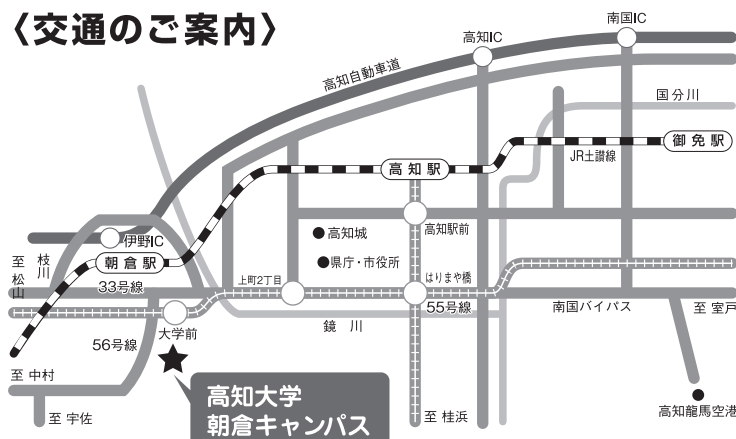 〈交通のご案内〉
南国IC
高知IC
高知自動車道
国分川
御免駅
JR土讃線
高知駅
高知城
高知駅前
伊野IC
県庁・市役所
朝倉駅
枝川
至松山
33号線
上町2丁目
はりまや橋
55号線
南国バイパス
至 室戸
大学前
鏡川
56号線
至 中村
高知大学
朝倉キャンパス
至 宇佐
至 桂浜
高知龍馬空港